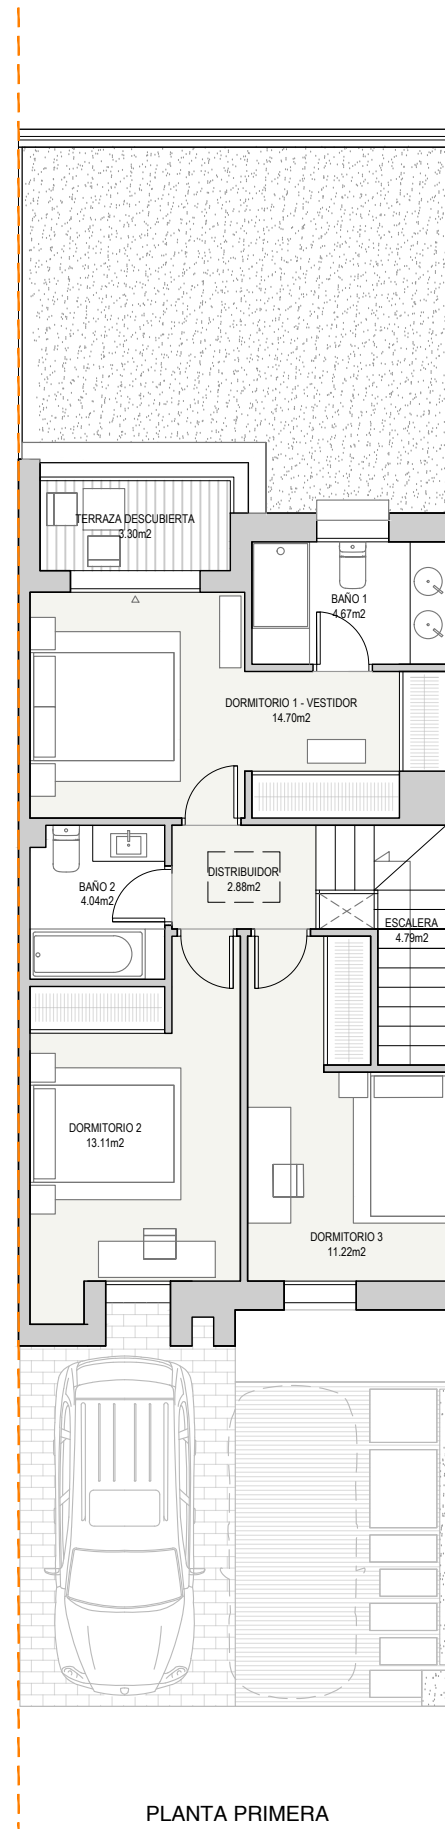 TERRAZA DESCUBIERTA
3.30m2
BAÑO 1
4.67m2
DORMITORIO 1 - VESTIDOR
14.70m2
DISTRIBUIDOR
2.88m2
BAÑO 2
4.04m2
ESCALERA
4.79m2
DORMITORIO 2
13.11m2
DORMITORIO 3
11.22m2
PLANTA PRIMERA